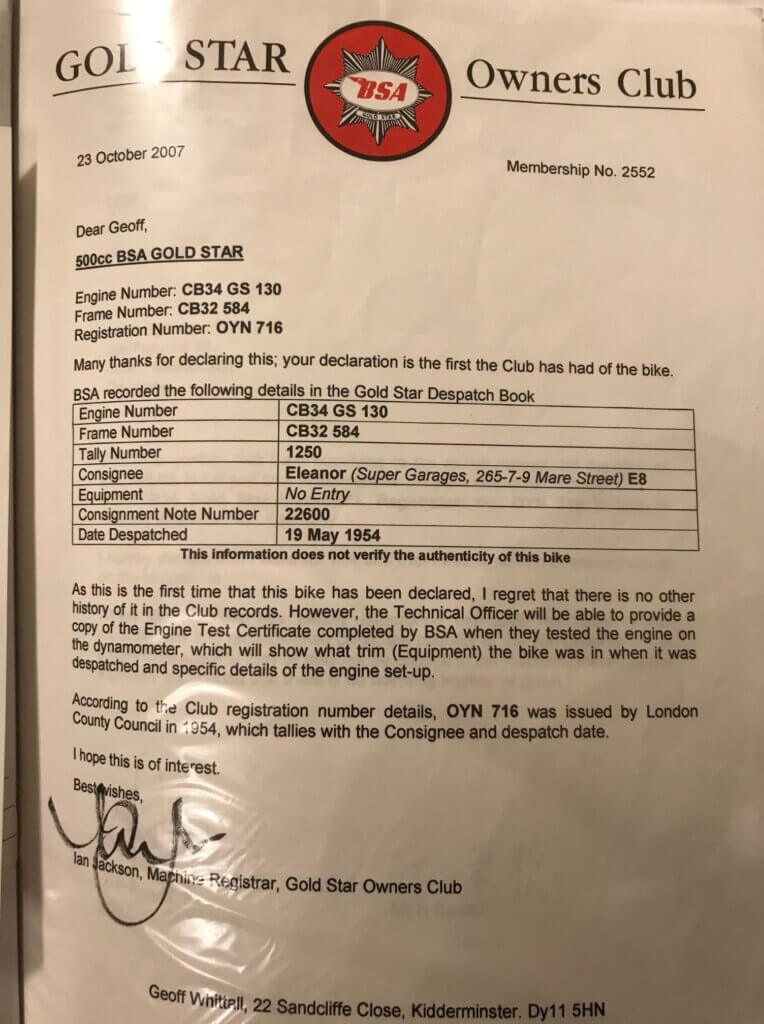 GOLD STAR
BSA
GOLD STAR
Owners Club
23 October 2007
Membership No. 2552
Dear Geoff,
500cc BSA GOLD STAR
Engine Number: CB34 GS 130
Frame Number: CB32 584
Registration Number: OYN 716
Many thanks for declaring this; your declaration is the first the Club has had of the bike.
BSA recorded the following details in the Gold Star Despatch Book
Engine Number CB34 GS 130
Frame Number CB32 584
Tally Number 1250
Consignee Eleanor (Super Garages, 265-7-9 Mare Street) E8
Equipment No Entry
Consignment Note Number 22600
Date Despatched 19 May 1954
This information does not verify the authenticity of this bike
As this is the first time that this bike has been declared, I regret that there is no other
history of it in the Club records. However, the Technical Officer will be able to provide a
copy of the Engine Test Certificate completed by BSA when they tested the engine on
the dynamometer, which will show what trim (Equipment) the bike was in when it was
despatched and specific details of the engine set-up.
According to the Club registration number details, OYN 716 was issued by London
County Council in 1954, which tallies with the Consignee and despatch date.
I hope this is of interest.
Best wishes,
Ian Jackson, Machine Registrar, Gold Star Owners Club
Geoff Whittall, 22 Sandcliffe Close, Kidderminster. Dy11 5HN